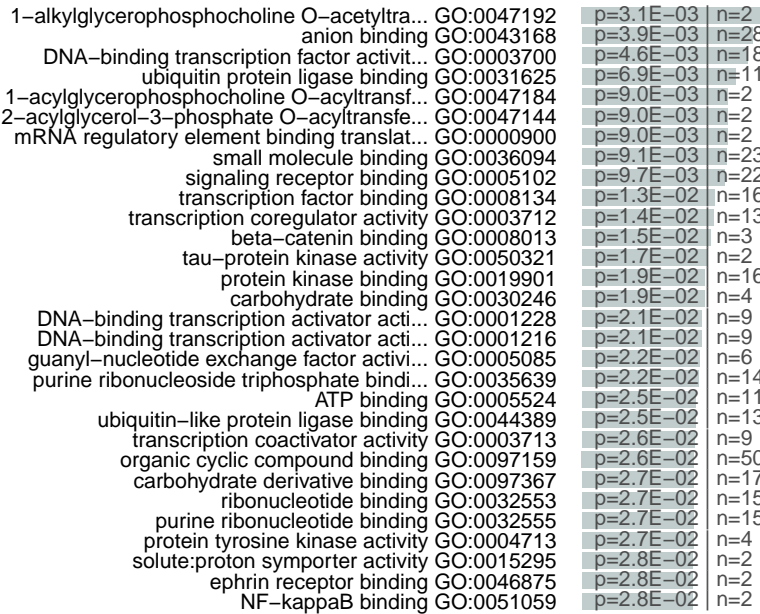 1−alkylglycerophosphocholine O−acetyltra... GO:0047192 p=3.1E−03 n=2
anion binding GO:0043168 p=3.9E−03 n=28
DNA−binding transcription factor activit... GO:0003700 p=4.6E−03 n=18
ubiquitin protein ligase binding GO:0031625 p=6.9E−03 n=11
1−acylglycerophosphocholine O−acyltransf... GO:0047184 p=9.0E−03 n=2
2−acylglycerol−3−phosphate O−acyltransfe... GO:0047144 p=9.0E−03 n=2
mRNA regulatory element binding translat... GO:0000900 p=9.0E−03 n=2
small molecule binding GO:0036094 p=9.1E−03 n=23
signaling receptor binding GO:0005102 p=9.7E−03 n=22
transcription factor binding GO:0008134 p=1.3E−02 n=16
transcription coregulator activity GO:0003712 p=1.4E−02 n=13
beta−catenin binding GO:0008013 p=1.5E−02 n=3
tau−protein kinase activity GO:0050321 p=1.7E−02 n=2
protein kinase binding GO:0019901 p=1.9E−02 n=16
carbohydrate binding GO:0030246 p=1.9E−02 n=4
DNA−binding transcription activator acti... GO:0001228 p=2.1E−02 n=9
DNA−binding transcription activator acti... GO:0001216 p=2.1E−02 n=9
guanyl−nucleotide exchange factor activi... GO:0005085 p=2.2E−02 n=6
purine ribonucleoside triphosphate bindi... GO:0035639 p=2.2E−02 n=14
ATP binding GO:0005524 p=2.5E−02 n=11
ubiquitin−like protein ligase binding GO:0044389 p=2.5E−02 n=13
transcription coactivator activity GO:0003713 p=2.6E−02 n=9
organic cyclic compound binding GO:0097159 p=2.6E−02 n=50
carbohydrate derivative binding GO:0097367 p=2.7E−02 n=17
ribonucleotide binding GO:0032553 p=2.7E−02 n=15
purine ribonucleotide binding GO:0032555 p=2.7E−02 n=15
protein tyrosine kinase activity GO:0004713 p=2.7E−02 n=4
solute:proton symporter activity GO:0015295 p=2.8E−02 n=2
ephrin receptor binding GO:0046875 p=2.8E−02 n=2
NF−kappaB binding GO:0051059 p=2.8E−02 n=2